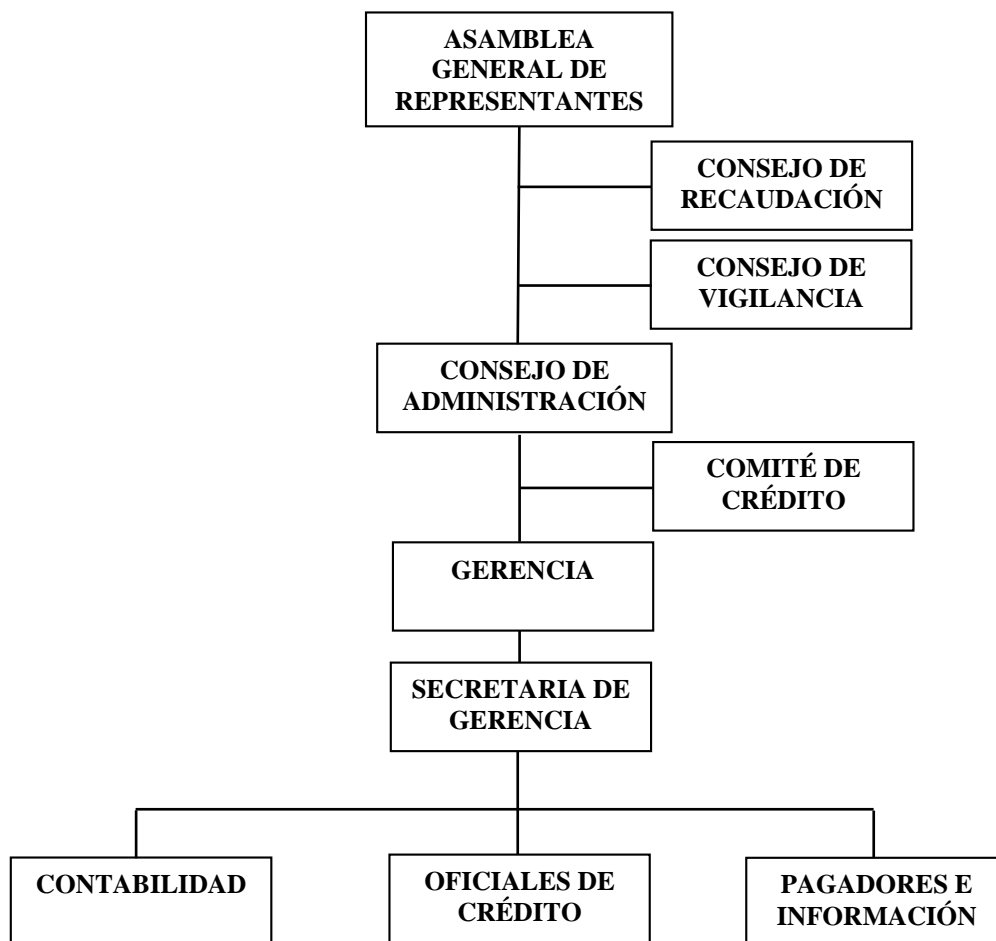 ASAMBLEA
GENERAL DE
REPRESENTANTES
CONSEJO DE
RECAUDACIÓN
CONSEJO DE
VIGILANCIA
CONSEJO DE
ADMINISTRACIÓN
COMITÉ DE
CRÉDITO
GERENCIA
SECRETARIA DE
GERENCIA
CONTABILIDAD
OFICIALES DE
CRÉDITO
PAGADORES E
INFORMACIÓN